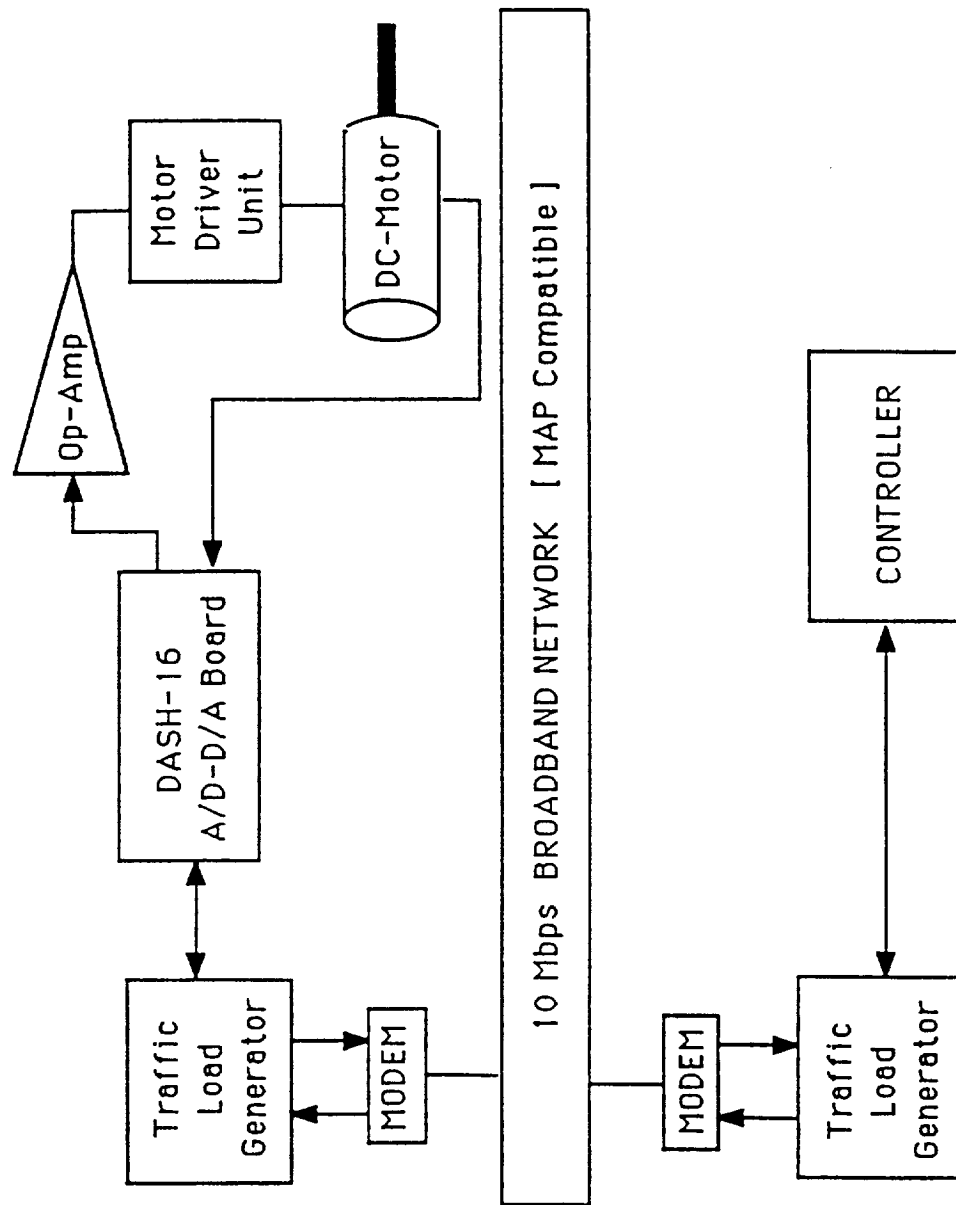 Traffic
Load
Generator
DASH-16
A/D-D/A Board
Op-Amp
Motor
Driver
Unit
MODEM
DC-Motor
10 Mbps BROADBAND NETWORK [MAP Compatible]
MODEM
Traffic
Load
Generator
CONTROLLER